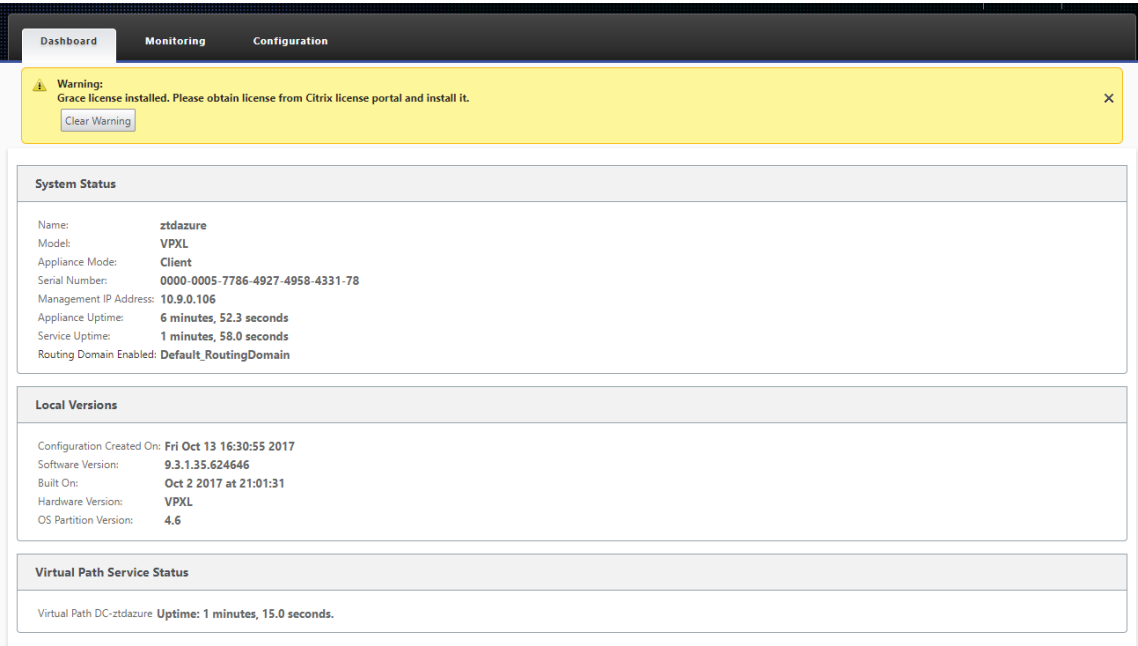 Dashboard Monitoring Configuration
Warning:
Grace license installed. Please obtain license from Citrix license portal and install it.
Clear Warning
System Status
Name: ztdazure
Model: VPXL
Appliance Mode: Client
Serial Number: 0000-0005-7786-4927-4958-4331-78
Management IP Address: 10.9.0.106
Appliance Uptime: 6 minutes, 52.3 seconds
Service Uptime: 1 minutes, 58.0 seconds
Routing Domain Enabled: Default_RoutingDomain
Local Versions
Configuration Created On: Fri Oct 13 16:30:55 2017
Software Version: 9.3.1.35.624646
Built On: Oct 2 2017 at 21:01:31
Hardware Version: VPXL
OS Partition Version: 4.6
Virtual Path Service Status
Virtual Path DC-ztdazure Uptime: 1 minutes, 15.0 seconds.